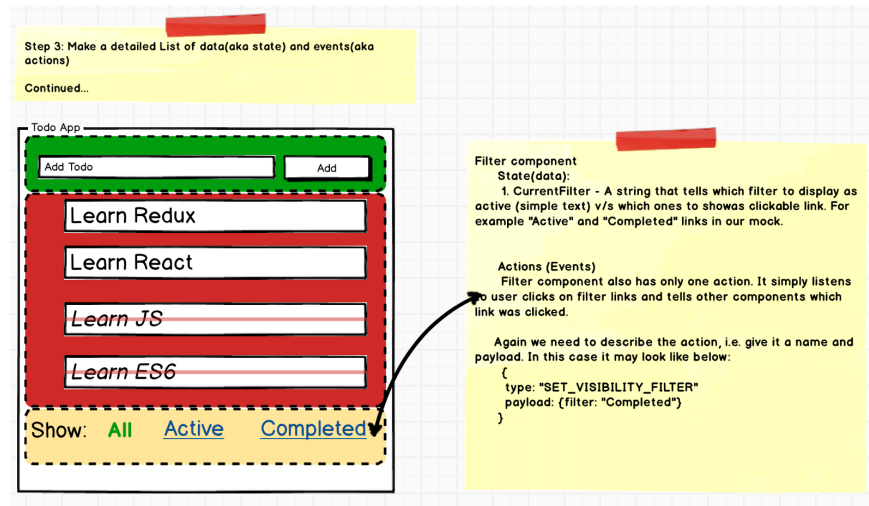 Step 3: Make a detailed List of data(aka state) and events(aka
actions)
Continued...
Todo App
Add Todo
Add
Learn Redux
Learn React
Learn JS
Learn ES6
Show: All Active Completed
Filter component
State(data):
1. CurrentFilter - A string that tells which filter to display as
active (simple text) v/s which ones to showas clickable link. For
example "Active" and "Completed" links in our mock.
Actions (Events)
Filter component also has only one action. It simply listens
to user clicks on filter links and tells other components which
link was clicked.
Again we need to describe the action, i.e. give it a name and
payload. In this case it may look like below:
{
type: "SET_VISIBILITY_FILTER"
payload: {filter: "Completed"}
}